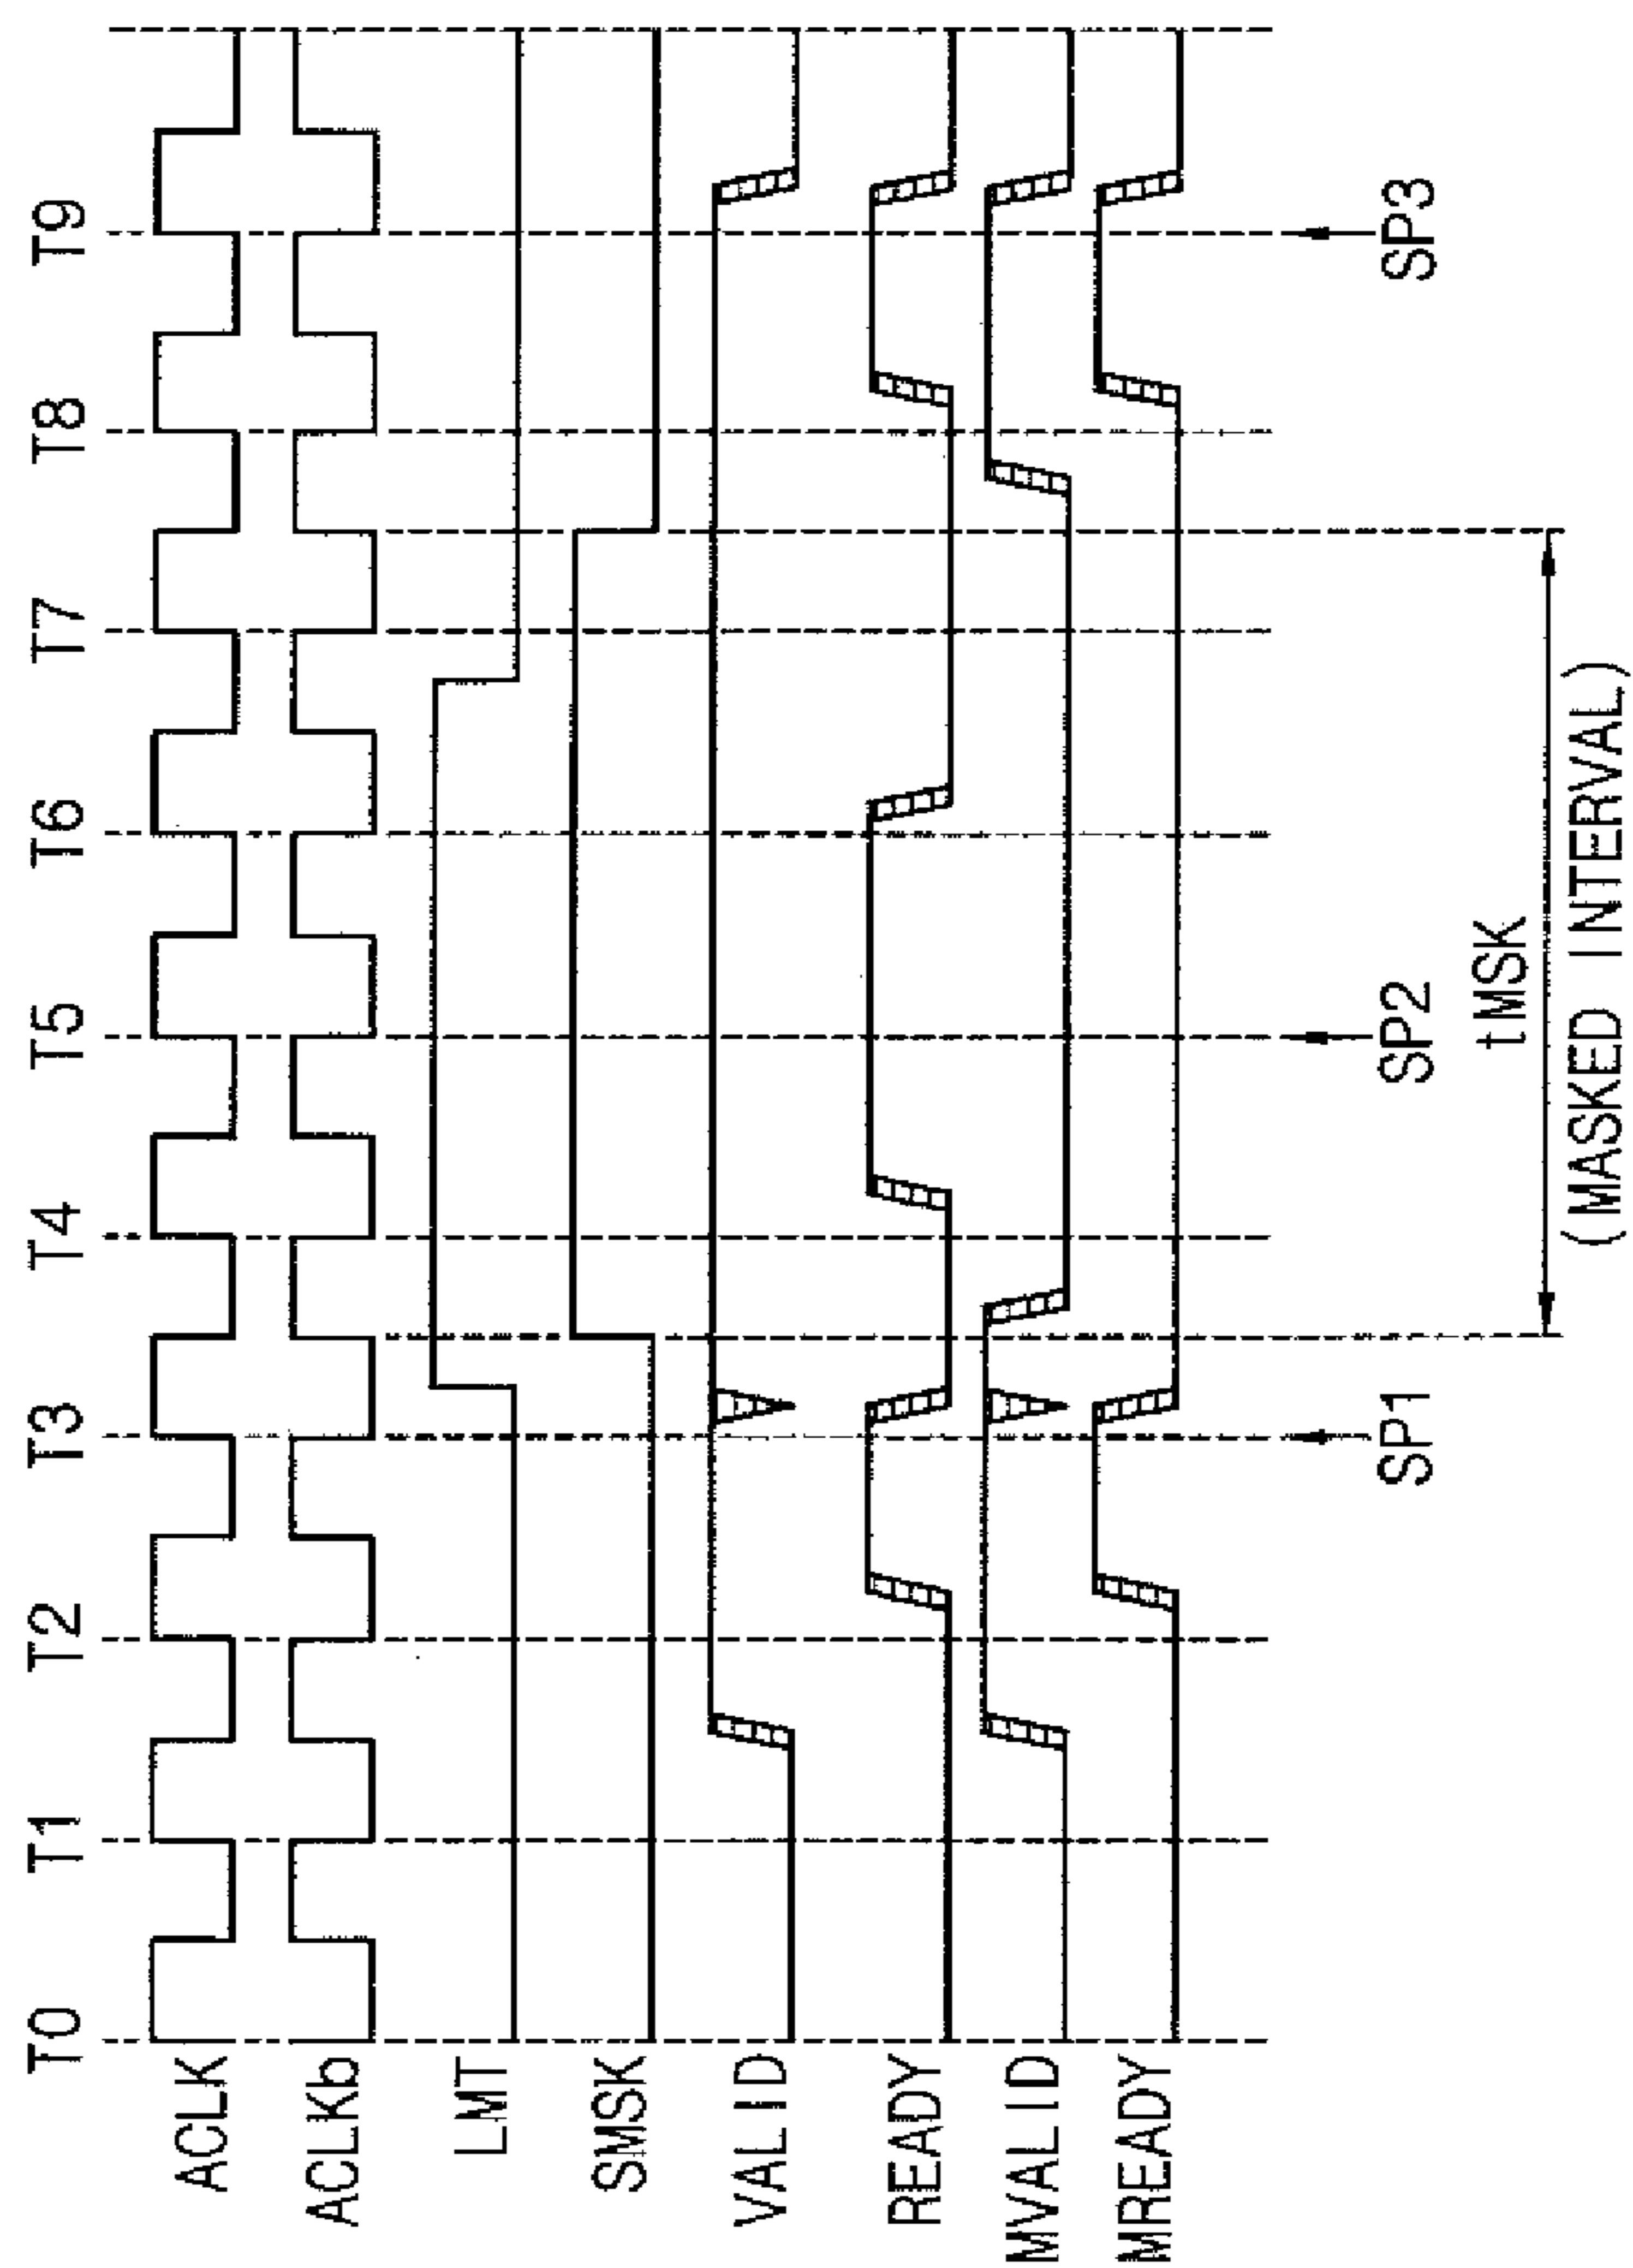 T0 T1 T2 T3 T4 T5 T6 T7 T8 T9
ACLK
ACLKb
LMT
SMSK
VALID
READY
MVALID
MREADY
SP1 SP2 SP3
tMSK
(MASKED INTERVAL)